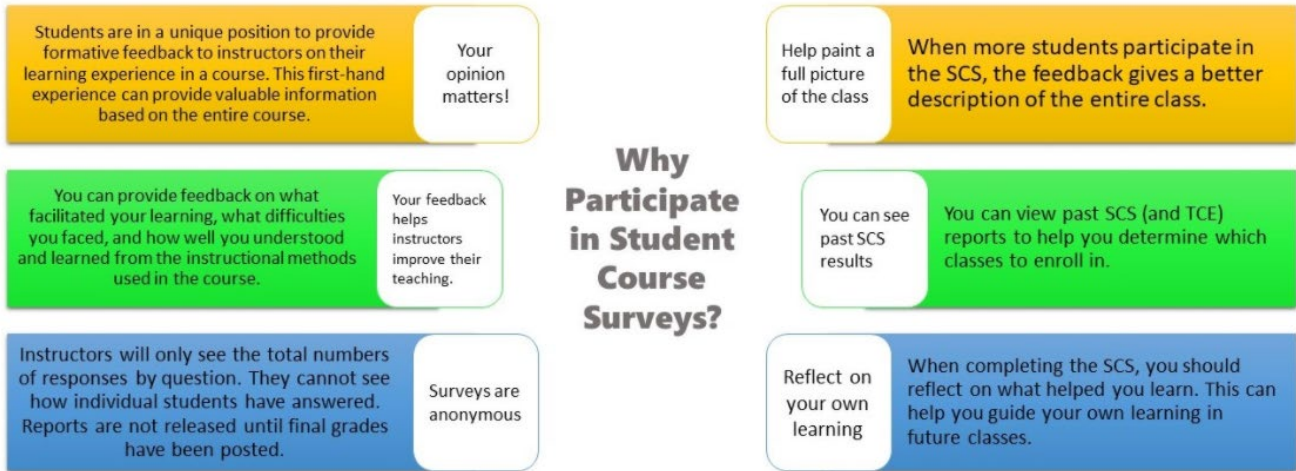 Students are in a unique position to provide
formative feedback to instructors on their
learning experience in a course. This first-hand
experience can provide valuable information
based on the entire course.
Your
opinion
matters!
You can provide feedback on what
facilitated your learning, what difficulties
you faced, and how well you understood
and learned from the instructional methods
used in the course.
Your feedback
helps
instructors
improve their
teaching.
Instructors will only see the total numbers
of responses by question. They cannot see
how individual students have answered.
Reports are not released until final grades
have been posted.
Surveys are
anonymous
Why
Participate
in Student
Course
Surveys?
Help paint a
full picture
of the class
When more students participate in
the SCS, the feedback gives a better
description of the entire class.
You can see
past SCS
results
You can view past SCS (and TCE)
reports to help you determine which
classes to enroll in.
Reflect on
your own
learning
When completing the SCS, you should
reflect on what helped you learn. This can
help you guide your own learning in
future classes.